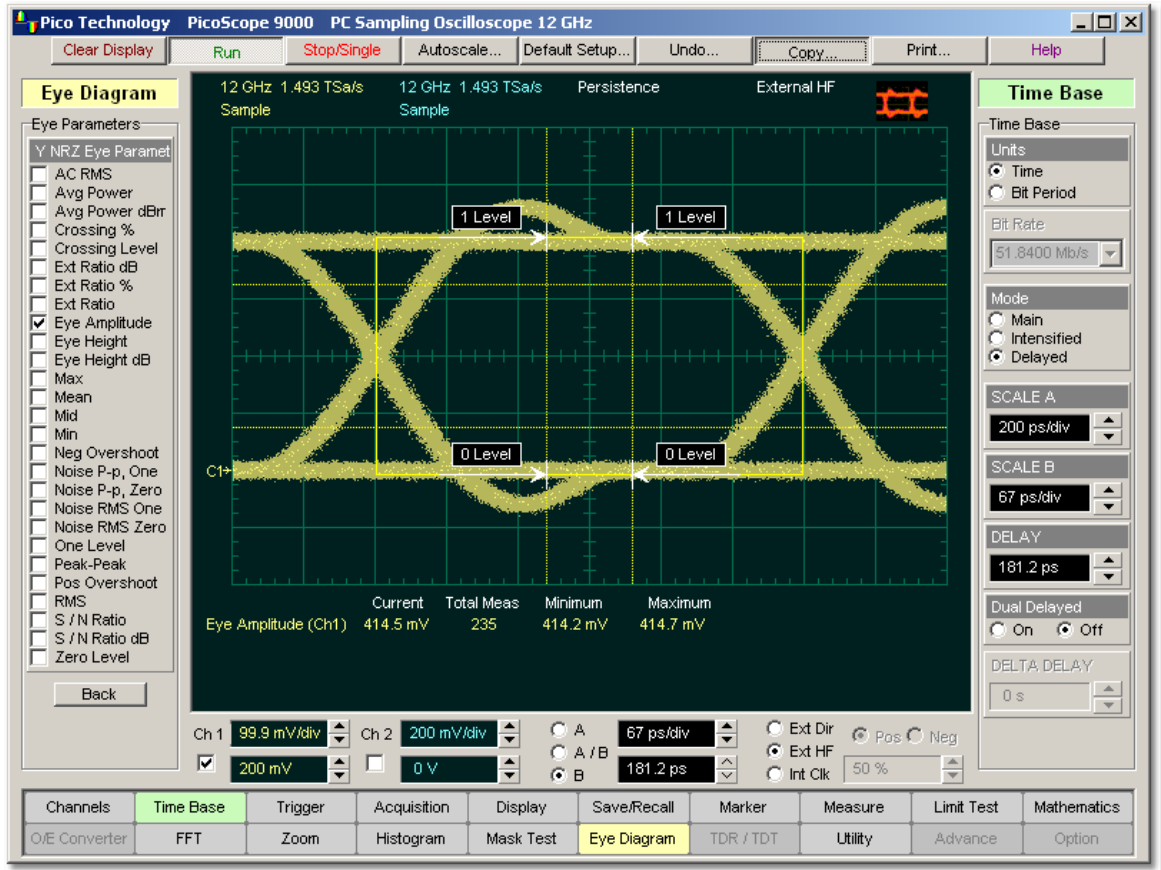 Pico Technology PicoScope 9000 PC Sampling Oscilloscope 12 GHz
Clear Display Run Stop/Single Autoscale... Default Setup... Undo... Copy... Print... Help
Eye Diagram
Eye Parameters
Y NRZ Eye Paramet
AC RMS
Avg Power
Avg Power dBm
Crossing %
Crossing Level
Ext Ratio dB
Ext Ratio %
Ext Ratio
Eye Amplitude
Eye Height
Eye Height dB
Max
Mean
Mid
Min
Neg Overshoot
Noise P-p, One
Noise P-p, Zero
Noise RMS One
Noise RMS Zero
One Level
Peak-Peak
Pos Overshoot
RMS
S / N Ratio
S / N Ratio dB
Zero Level
Back
12 GHz 1.493 TSa/s 12 GHz 1.493 TSa/s Persistence External HF
Sample Sample
1 Level 1 Level
0 Level 0 Level
C1
Current Total Meas Minimum Maximum
Eye Amplitude (Ch1) 414.5 mV 235 414.2 mV 414.7 mV
Time Base
Time Base
Units
Time
Bit Period
Bit Rate
51.8400 Mb/s
Mode
Main
Intensified
Delayed
SCALE A
200 ps/div
SCALE B
67 ps/div
DELAY
181.2 ps
Dual Delayed
On Off
DELTA DELAY
0 s
Ch 1 99.9 mV/div Ch 2 200 mV/div A 67 ps/div Ext Dir Pos Neg
A / B Ext HF
200 mV 0 V B 181.2 ps Int Clk 50 %
Channels Time Base Trigger Acquisition Display Save/Recall Marker Measure Limit Test Mathematics
O/E Converter FFT Zoom Histogram Mask Test Eye Diagram TDR / TDT Utility Advance Option